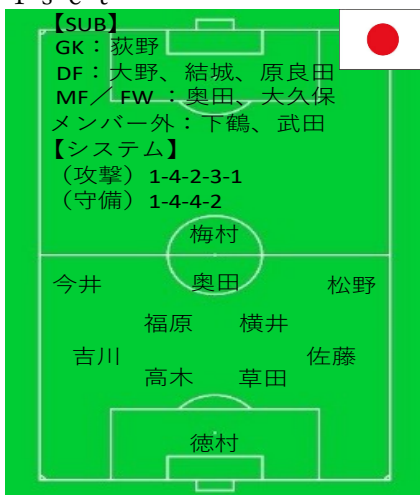 1 s e t
【SUB】
GK：荻野
DF：大野、結城、原良田
MF／FW：奥田、大久保
メンバー外：下鶴、武田
【システム】
（攻撃）1-4-2-3-1
（守備）1-4-4-2
梅村
今井 奥田 松野
福原 横井
吉川 佐藤
高木 草田
徳村